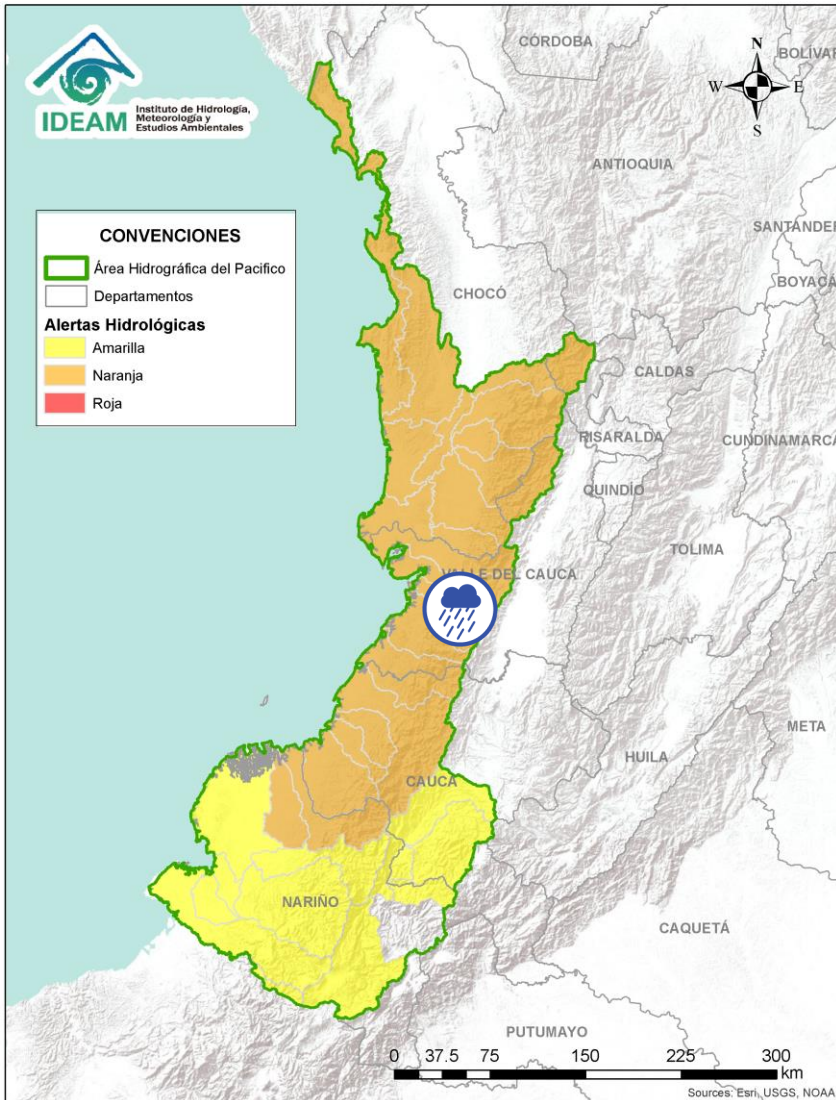 IDEAM
Instituto de Hidrología,
Meteorología y
Estudios Ambientales
N
W
E
S
CÓRDOBA
BOLÍVAR
ANTIOQUIA
SANTANDER
BOYACÁ
CONVENCIONES
Área Hidrográfica del Pacifico
Departamentos
Alertas Hidrológicas
Amarilla
Naranja
Roja
CHOCÓ
CALDAS
RISARALDA
CUNDINAMARCA
QUINDÍO
TOLIMA
VALLE DEL CAUCA
META
HUILA
CAUCA
NARIÑO
CAQUETÁ
PUTUMAYO
0 37.5 75 150 225 300
km
Sources: Esri, USGS, NOAA